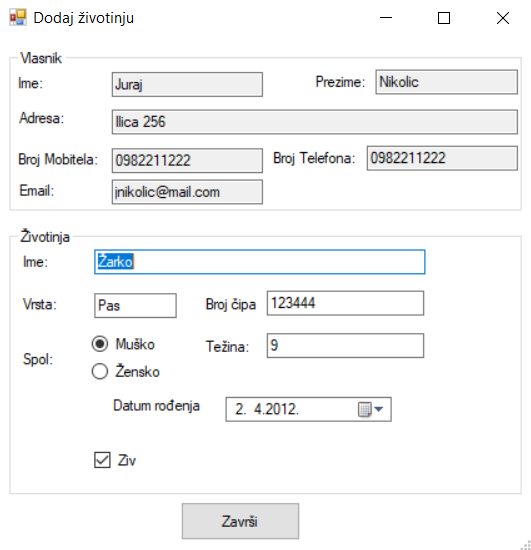 Dodaj životinju
Vlasnik
Ime: Juraj Prezime: Nikolic
Adresa: Ilica 256
Broj Mobitela: 0982211222 Broj Telefona: 0982211222
Email: jnikolic@mail.com
Životinja
Ime: Žarko
Vrsta: Pas Broj čipa 123444
Spol: Muško Težina: 9
Žensko
Datum rođenja 2. 4.2012.
Ziv
Završi